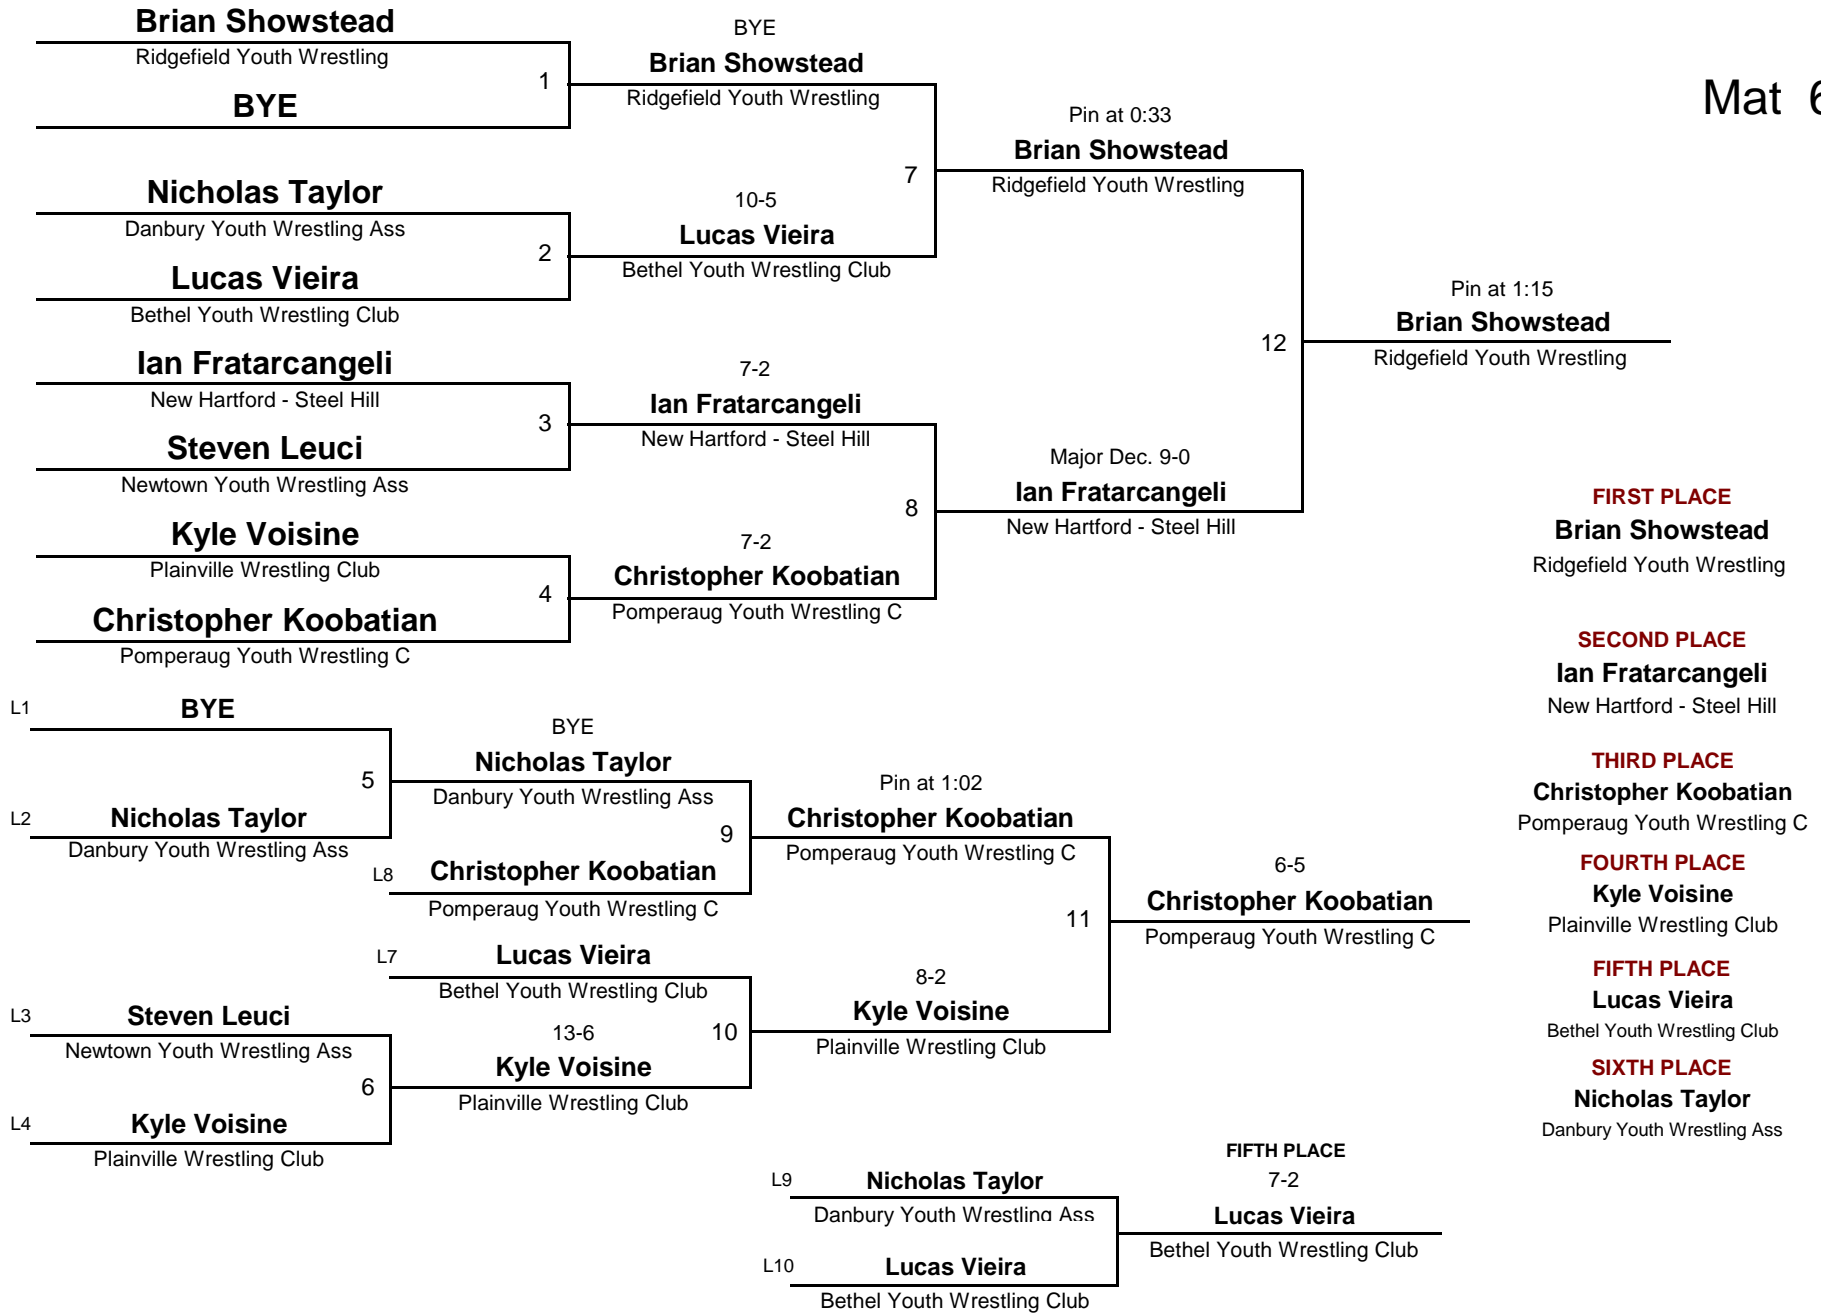 Brian Showstead
Ridgefield Youth Wrestling
1
BYE
BYE
Brian Showstead
Ridgefield Youth Wrestling
Mat 6
Nicholas Taylor
Danbury Youth Wrestling Ass
2
Lucas Vieira
Bethel Youth Wrestling Club
10-5
Lucas Vieira
Bethel Youth Wrestling Club
7
Pin at 0:33
Brian Showstead
Ridgefield Youth Wrestling
Ian Fratarcangeli
New Hartford - Steel Hill
3
Steven Leuci
Newtown Youth Wrestling Ass
7-2
Ian Fratarcangeli
New Hartford - Steel Hill
Kyle Voisine
Plainville Wrestling Club
4
Christopher Koobatian
Pomperaug Youth Wrestling C
7-2
Christopher Koobatian
Pomperaug Youth Wrestling C
8
Major Dec. 9-0
Ian Fratarcangeli
New Hartford - Steel Hill
12
Pin at 1:15
Brian Showstead
Ridgefield Youth Wrestling
FIRST PLACE
Brian Showstead
Ridgefield Youth Wrestling
SECOND PLACE
Ian Fratarcangeli
New Hartford - Steel Hill
THIRD PLACE
Christopher Koobatian
Pomperaug Youth Wrestling C
FOURTH PLACE
Kyle Voisine
Plainville Wrestling Club
FIFTH PLACE
Lucas Vieira
Bethel Youth Wrestling Club
SIXTH PLACE
Nicholas Taylor
Danbury Youth Wrestling Ass
L1
BYE
5
L2
Nicholas Taylor
Danbury Youth Wrestling Ass
BYE
Nicholas Taylor
Danbury Youth Wrestling Ass
9
L8
Christopher Koobatian
Pomperaug Youth Wrestling C
Pin at 1:02
Christopher Koobatian
Pomperaug Youth Wrestling C
L7
Lucas Vieira
Bethel Youth Wrestling Club
10
L3
Steven Leuci
Newtown Youth Wrestling Ass
6
L4
Kyle Voisine
Plainville Wrestling Club
13-6
Kyle Voisine
Plainville Wrestling Club
8-2
Kyle Voisine
Plainville Wrestling Club
11
6-5
Christopher Koobatian
Pomperaug Youth Wrestling C
L9
Nicholas Taylor
Danbury Youth Wrestling Ass
L10
Lucas Vieira
Bethel Youth Wrestling Club
FIFTH PLACE
7-2
Lucas Vieira
Bethel Youth Wrestling Club